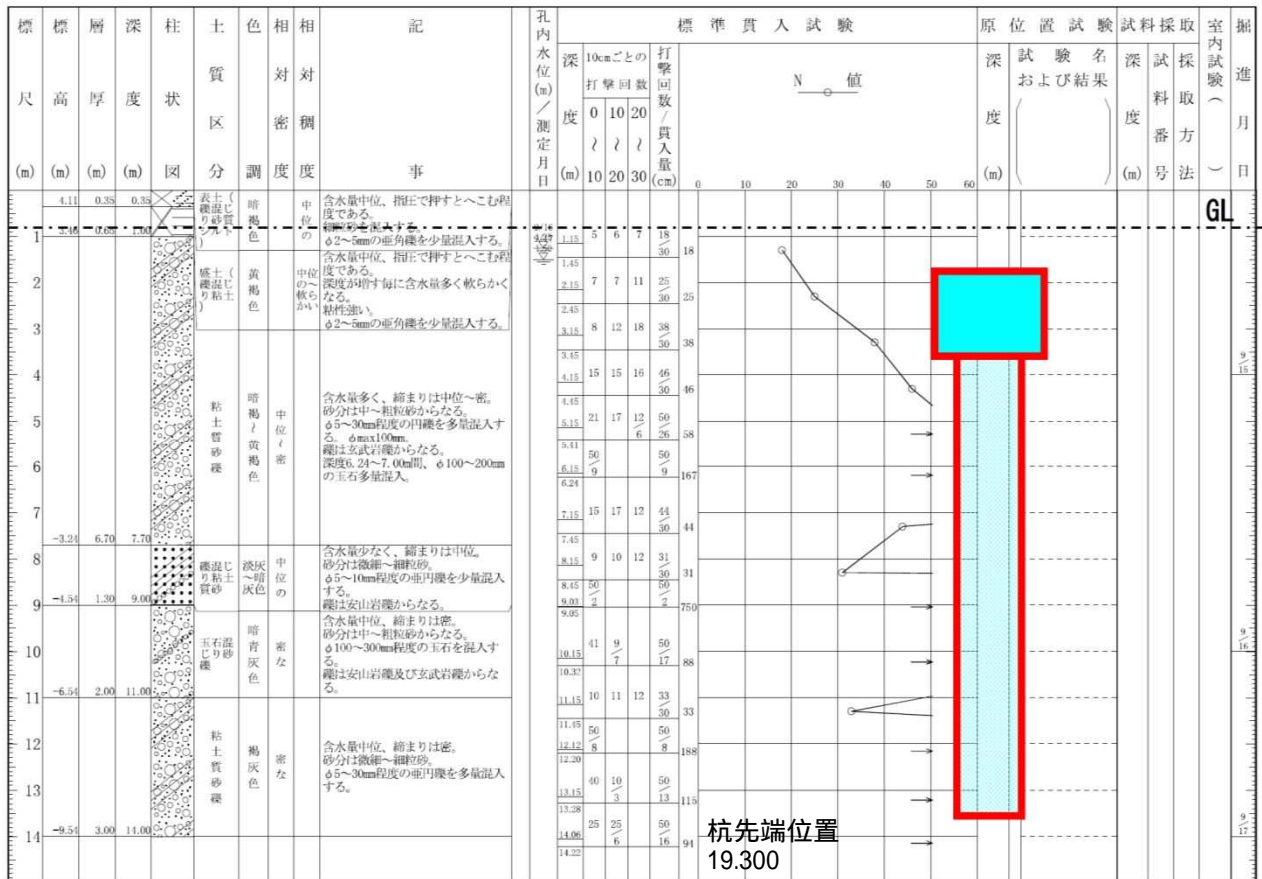 標尺(m) 標高(m) 層厚(m) 深度(m) 柱状図 土質区分 色調 相対密度 相対稠度 記事 孔内水位(m)／測定月日 標準貫入試験 原位置試験 試料採取 室内試験( ) 掘進月日
深度(m) 10cmごとの打撃回数 打撃回数／貫入量(cm) N 値 深度(m) 試験名および結果 深度(m) 試料番号 採取方法
0～10 10～20 20～30
0 10 20 30 40 50 60
GL
4.11 0.35 0.35 表土(礫混じり砂質シルト) 暗褐色 中位の
含水量中位、指圧で押すとへこむ程
度である。
細粒砂を混入する。
φ2～5mmの亜角礫を少量混入する。
1 3.46 0.65 1.00
盛土(礫混じり粘土) 黄褐色 中位の～軟らかい
含水量中位、指圧で押すとへこむ程
度である。
深度が増す毎に含水量多く軟らかく
なる。
粘性強い。
φ2～5mmの亜角礫を少量混入する。
2
3
4
5
6
7
粘土質砂礫 暗褐～黄褐色 中位～密
含水量多く、締まりは中位～密。
砂分は中～粗粒砂からなる。
φ5～30mm程度の円礫を多量混入す
る。 φmax100mm。
礫は玄武岩礫からなる。
深度6.24～7.00m間、φ100～200mm
の玉石多量混入。
-3.24 6.70 7.70
8
礫混じり粘土質砂 淡灰～暗灰色 中位の
含水量少なく、締まりは中位。
砂分は微細～細粒砂。
φ5～10mm程度の亜円礫を少量混入
する。
礫は安山岩礫からなる。
9 -4.54 1.30 9.00
10
玉石混じり砂礫 暗青灰色 密な
含水量中位、締まりは密。
砂分は中～粗粒砂からなる。
φ100～300mmの玉石を混入す
る。
礫は安山岩礫及び玄武岩礫からな
る。
11 -6.54 2.00 11.00
12
13
粘土質砂礫 褐灰色 密な
含水量中位、締まりは密。
砂分は微細～細粒砂。
φ5～30mm程度の亜円礫を多量混入
する。
14 -9.54 3.00 14.00
1.15 5 6 7 18/30 18
1.45
2.15 7 7 11 25/30 25
2.45
3.15 8 12 18 38/30 38
3.45
4.15 15 15 16 46/30 46
4.45
5.15 21 17 12/6 50/26 58
5.41
6.15 50/9 50/9 167
6.24
7.15 15 17 12 44/30 44
7.45
8.15 9 10 12 31/30 31
8.45
9.03 50/2 50/2 750
9.05
10.15 41 9/7 50/17 88
10.32
11.15 10 11 12 33/30 33
11.45
12.12 50/8 50/8 188
12.20
13.15 40 10/3 50/13 115
13.28
14.06 25 25/6 50/16 94
14.22
9/15
9/16
9/17
杭先端位置
19.300